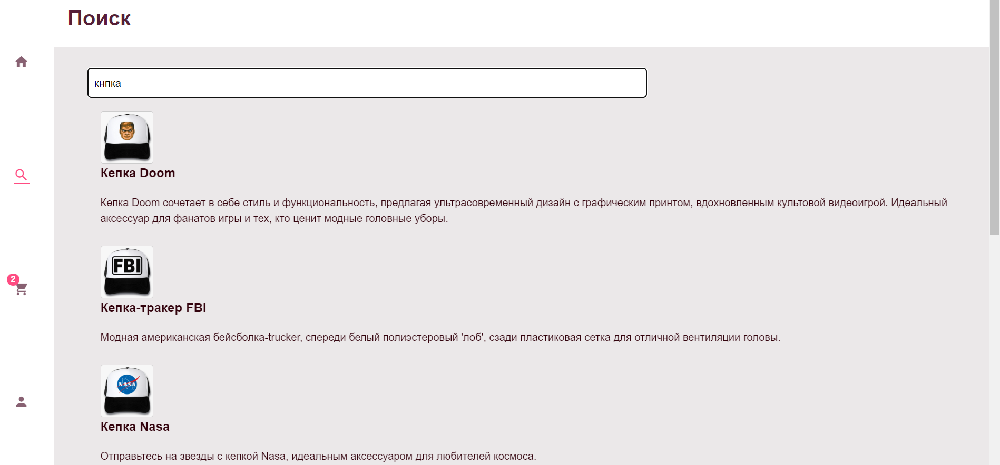 Поиск
кнпка
Кепка Doom
Кепка Doom сочетает в себе стиль и функциональность, предлагая ультрасовременный дизайн с графическим принтом, вдохновленным культовой видеоигрой. Идеальный
аксессуар для фанатов игры и тех, кто ценит модные головные уборы.
FBI
Кепка-тракер FBI
2
Модная американская бейсболка-trucker, спереди белый полиэстеровый 'лоб', сзади пластиковая сетка для отличной вентиляции головы.
NASA
Кепка Nasa
Отправьтесь на звезды с кепкой Nasa, идеальным аксессуаром для любителей космоса.